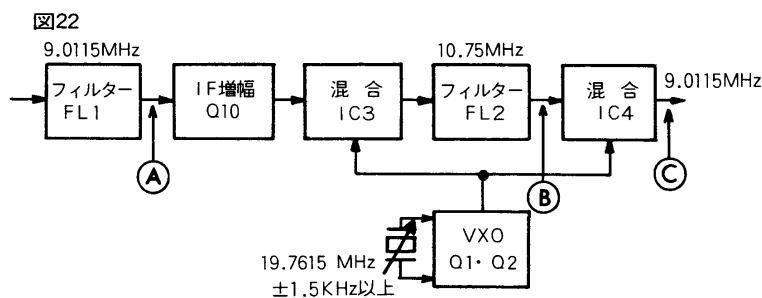 図22
9.0115MHz
フィルター
FL1
IF増幅
Q10
混合
IC3
10.75MHz
フィルター
FL2
混合
IC4
9.0115MHz
A
B
C
VXO
Q1・Q2
19.7615 MHz
±1.5KHz以上